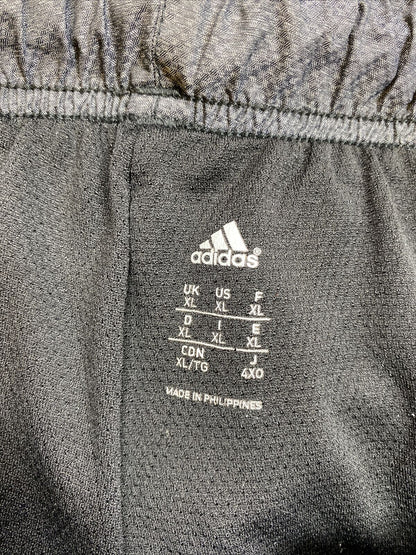 adidas®
UK US F
XL XL XL
D I E
XL XL XL
CDN J
XL/TG 4XO
MADE IN PHILIPPINES